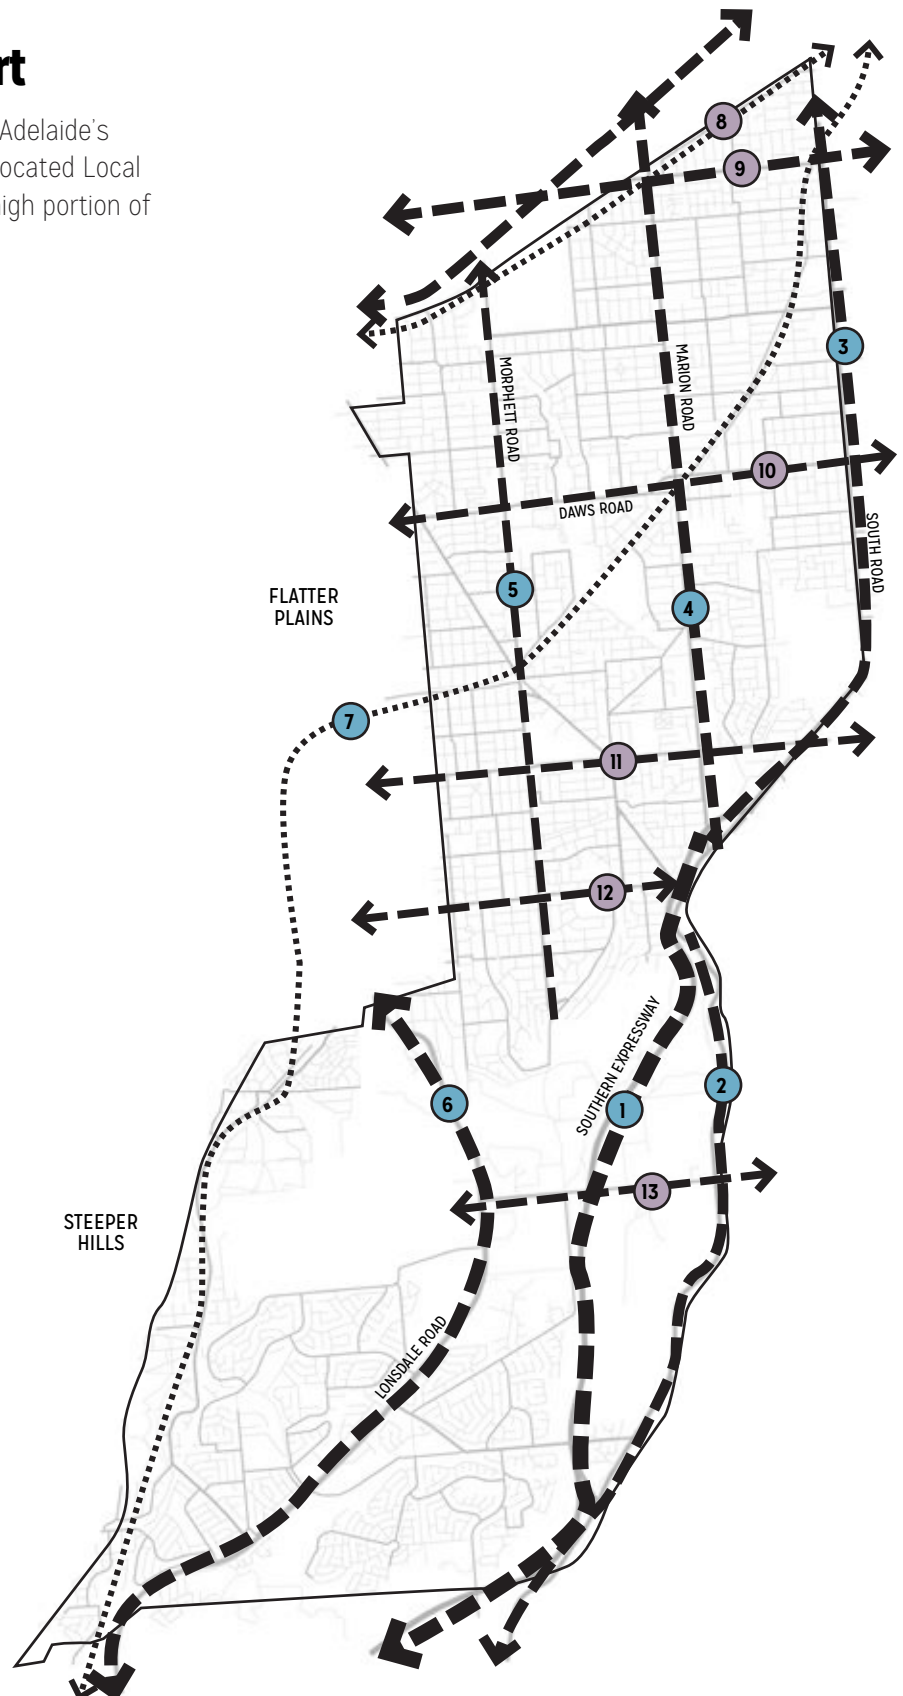 rt
Adelaide's
ocated Local
high portion of
8
9
3
MORPHETT ROAD
MARION ROAD
10
DAWS ROAD
SOUTH ROAD
5
4
FLATTER
PLAINS
7
11
12
SOUTHERN EXPRESSWAY
6
1
2
13
STEEPER
HILLS
LONSDALE ROAD